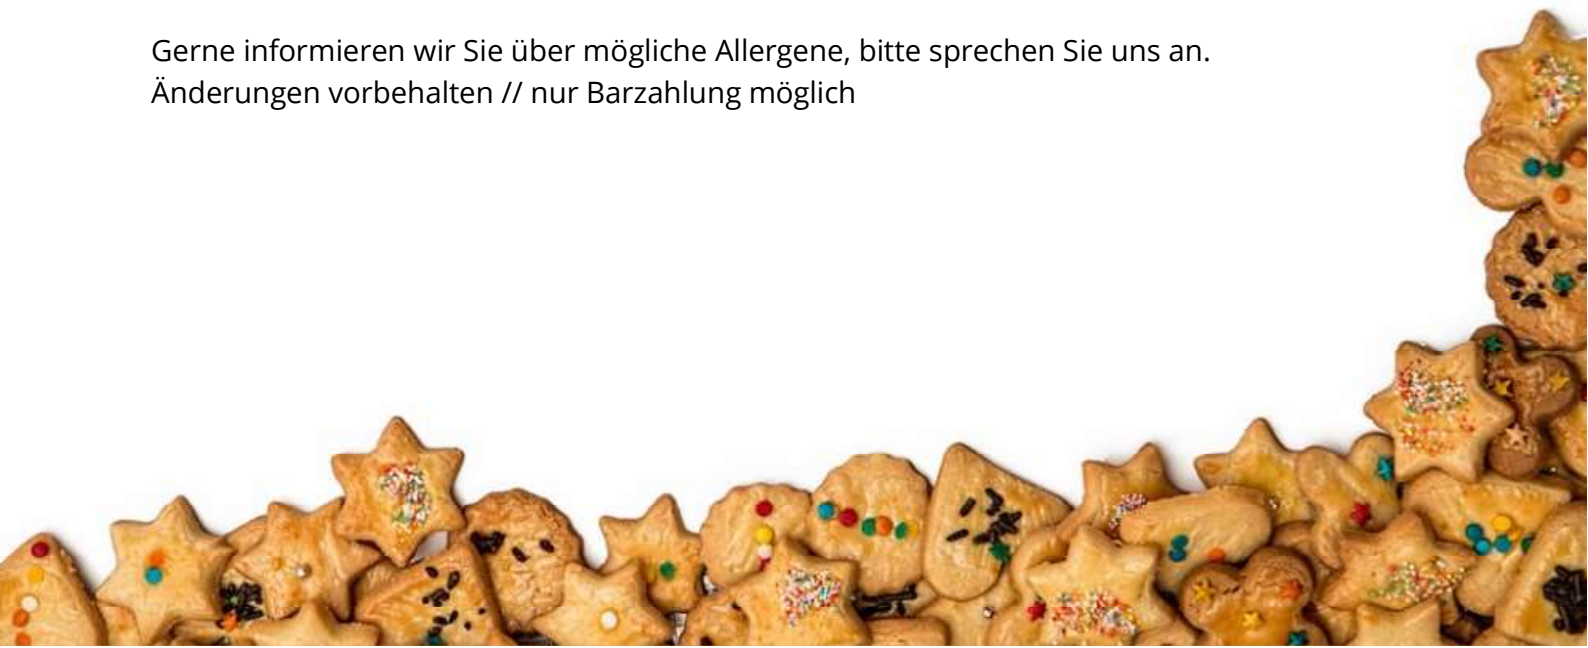 Gerne informieren wir Sie über mögliche Allergene, bitte sprechen Sie uns an.
Änderungen vorbehalten // nur Barzahlung möglich